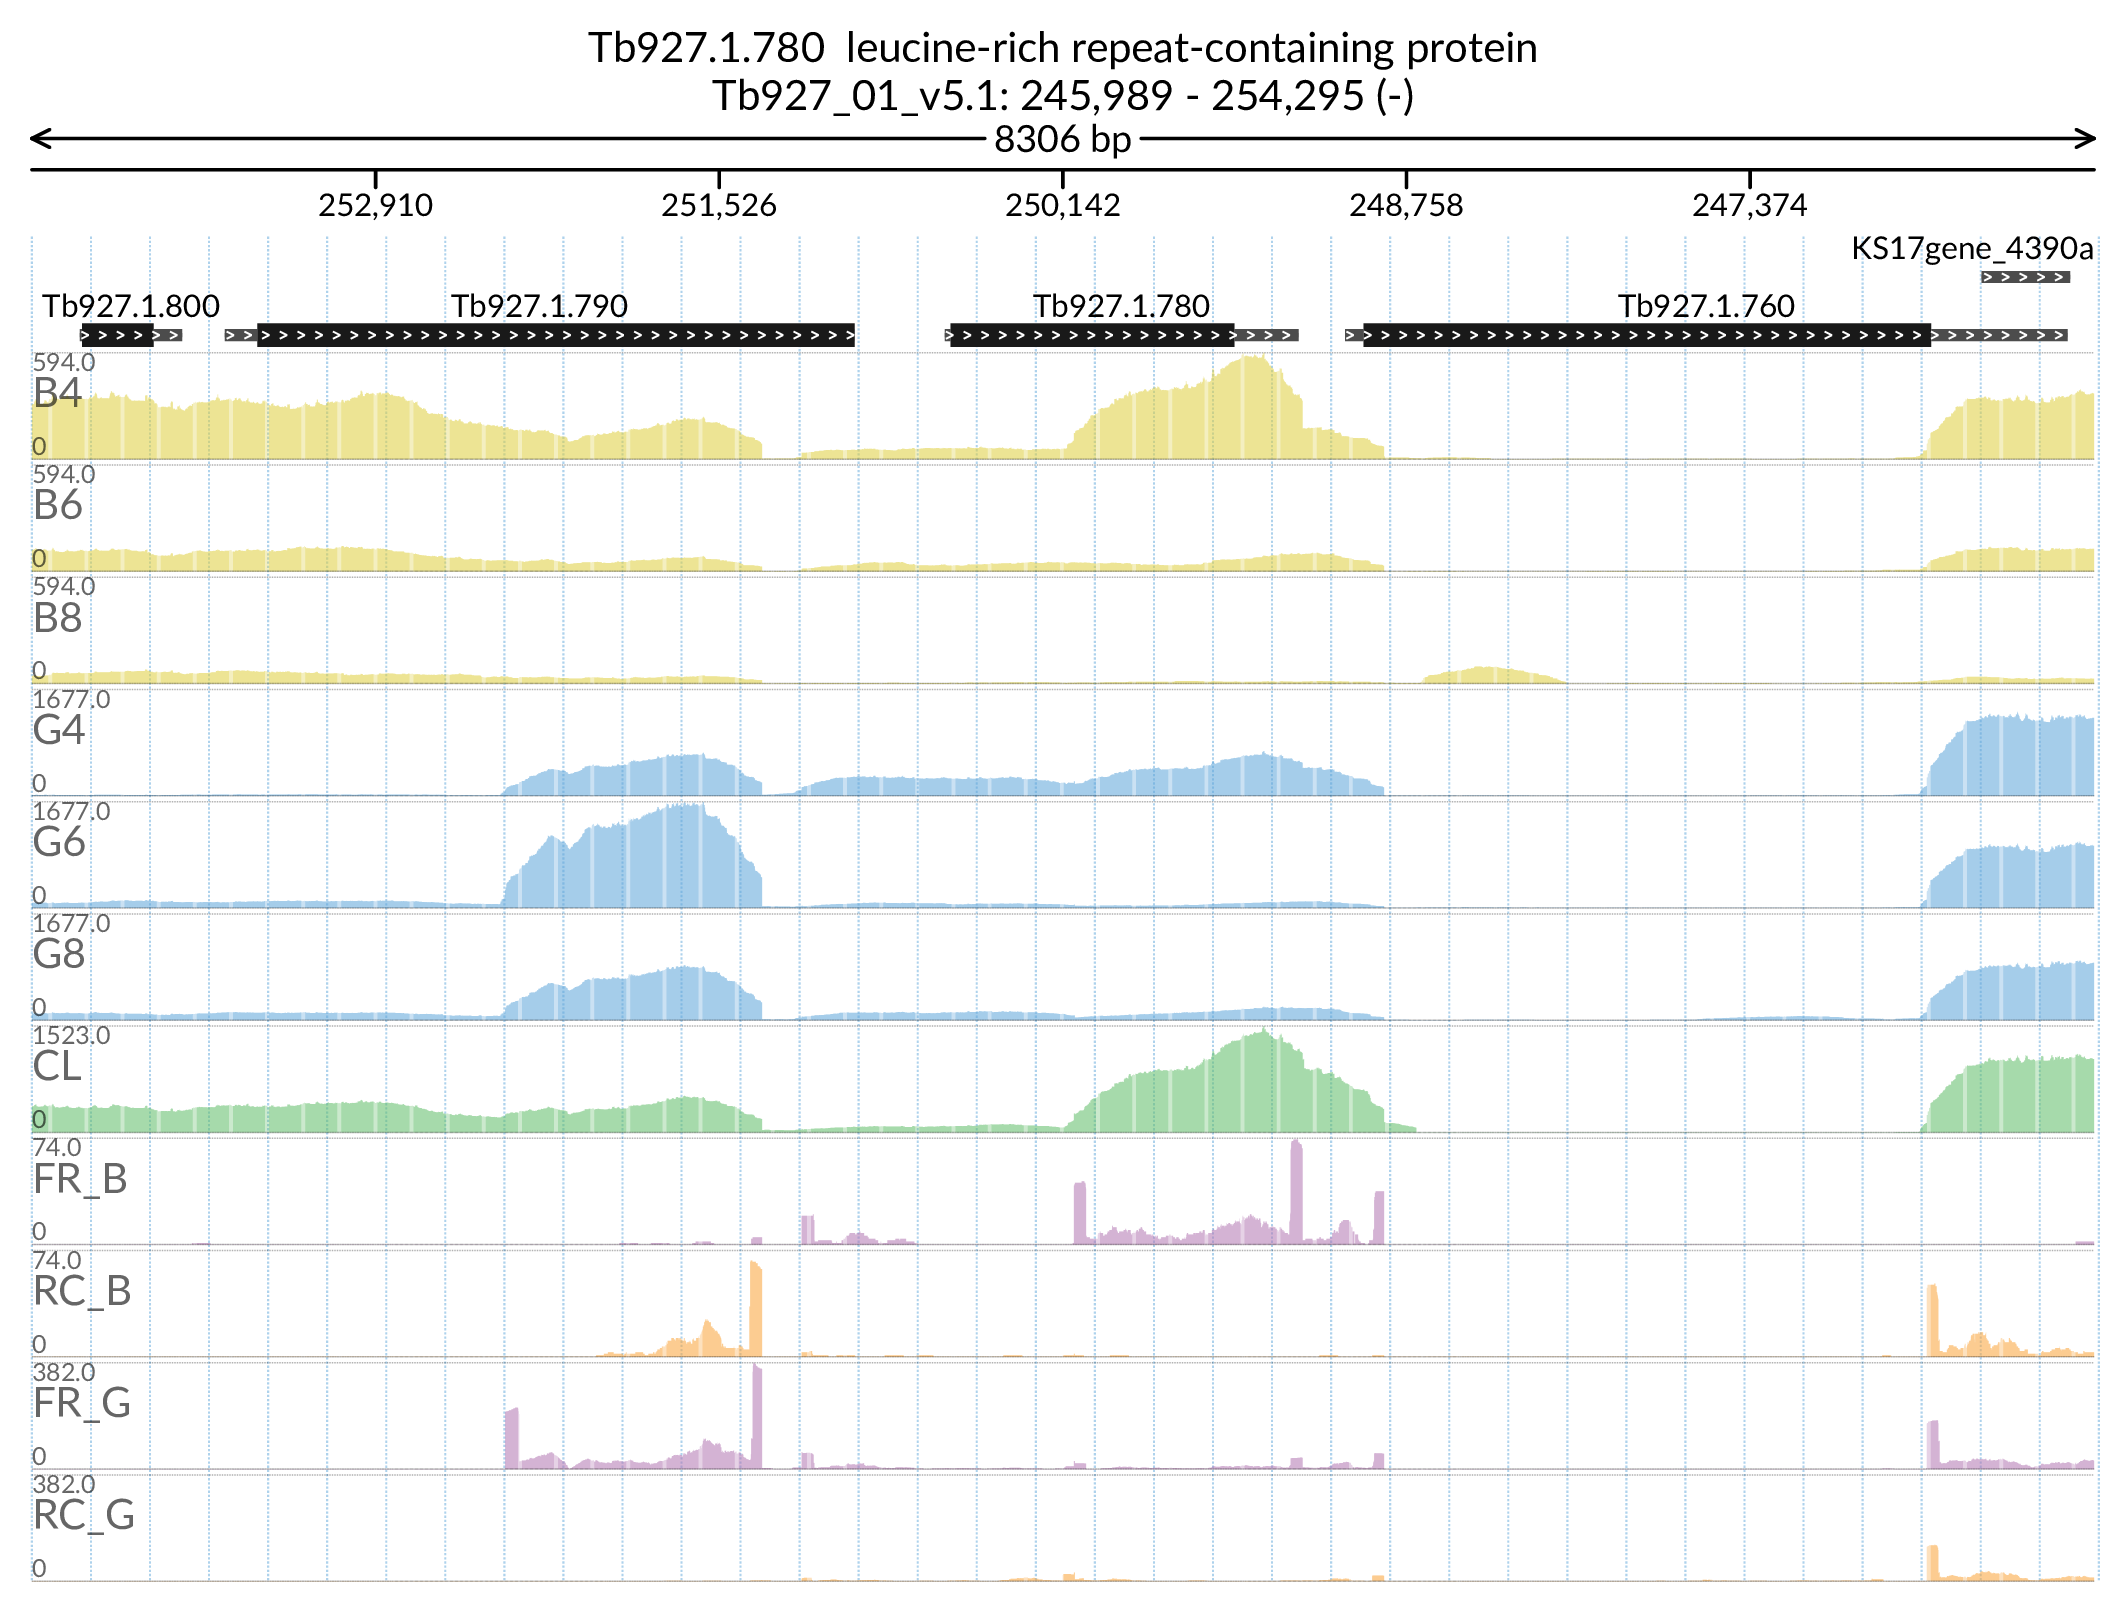 Tb927.1.780 leucine-rich repeat-containing protein
Tb927_01_v5.1: 245,989 - 254,295 (-)
8306 bp
252,910 251,526 250,142 248,758 247,374
KS17gene_4390a
Tb927.1.800 Tb927.1.790 Tb927.1.780 Tb927.1.760
594.0
B4
0
594.0
B6
0
594.0
B8
0
1677.0
G4
0
1677.0
G6
0
1677.0
G8
0
1523.0
CL
0
74.0
FR_B
0
74.0
RC_B
0
382.0
FR_G
0
382.0
RC_G
0